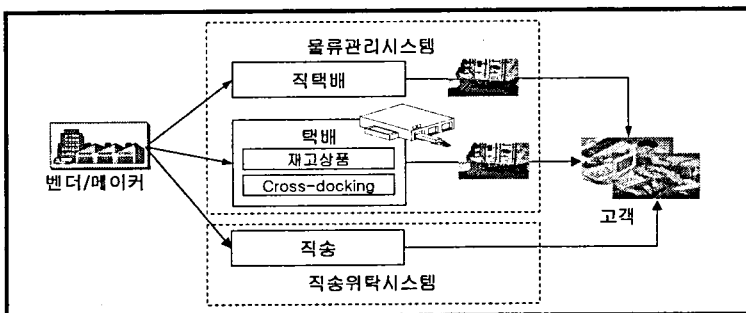 물류관리시스템
직택배
택배
재고상품
Cross-docking
벤더/메이커
고객
직송
직송위탁시스템